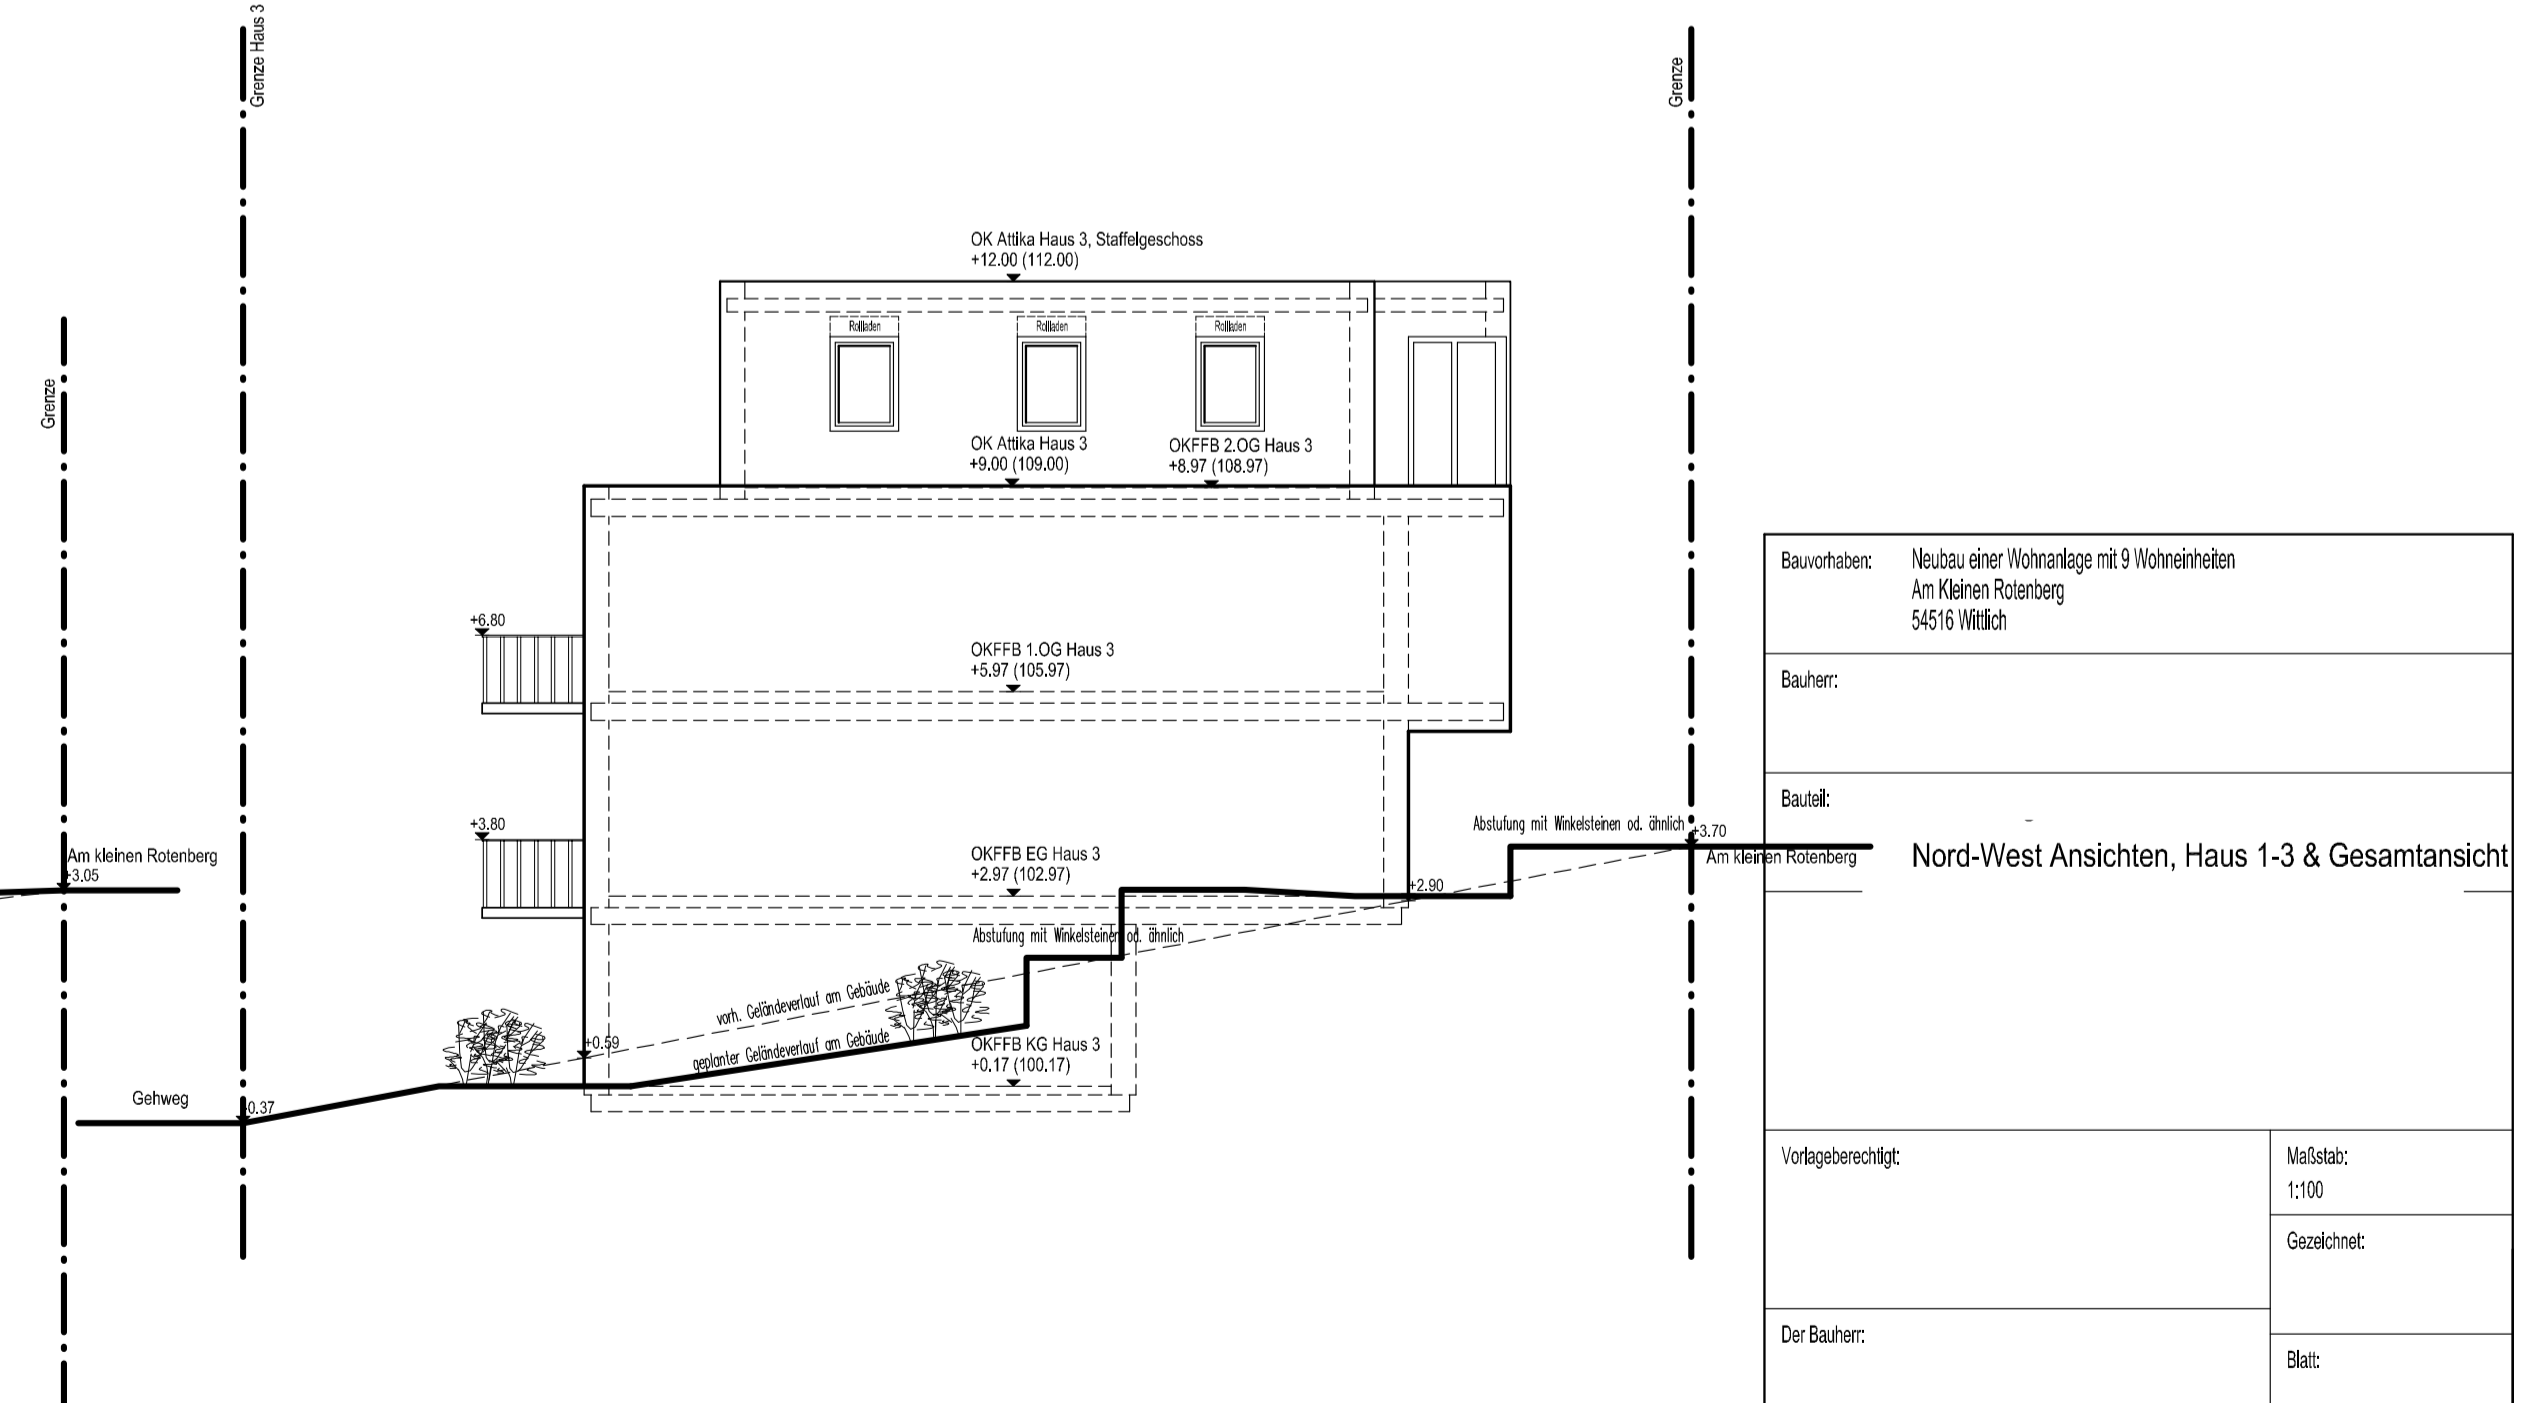 Grenze Haus 3
Grenze
Grenze
OK Attika Haus 3, Staffelgeschoss
+12.00 (112.00)
Rollladen
Rollladen
Rollladen
OK Attika Haus 3
+9.00 (109.00)
OKFFB 2.OG Haus 3
+8.97 (108.97)
+6.80
OKFFB 1.OG Haus 3
+5.97 (105.97)
+3.80
OKFFB EG Haus 3
+2.97 (102.97)
Abstufung mit Winkelsteinen od. ähnlich
+3.70
Am kleinen Rotenberg
+2.90
Am kleinen Rotenberg
+3.05
Abstufung mit Winkelsteinen od. ähnlich
vorh. Geländeverlauf am Gebäude
geplanter Geländeverlauf am Gebäude
+0.59
OKFFB KG Haus 3
+0.17 (100.17)
Gehweg
-0.37
Bauvorhaben:
Neubau einer Wohnanlage mit 9 Wohneinheiten
Am Kleinen Rotenberg
54516 Wittlich
Bauherr:
Bauteil:
Nord-West Ansichten, Haus 1-3 & Gesamtansicht
Vorlageberechtigt:
Maßstab:
1:100
Gezeichnet:
Der Bauherr:
Blatt: